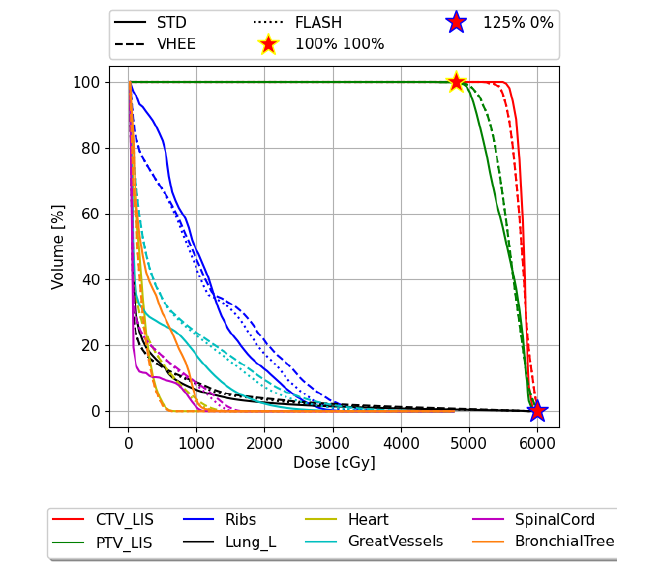 STD FLASH 125% 0%
VHEE 100% 100%
100
80
60
40
20
0
Volume [%]
0 1000 2000 3000 4000 5000 6000
Dose [cGy]
CTV_LIS Ribs Heart SpinalCord
PTV_LIS Lung_L GreatVessels BronchialTree